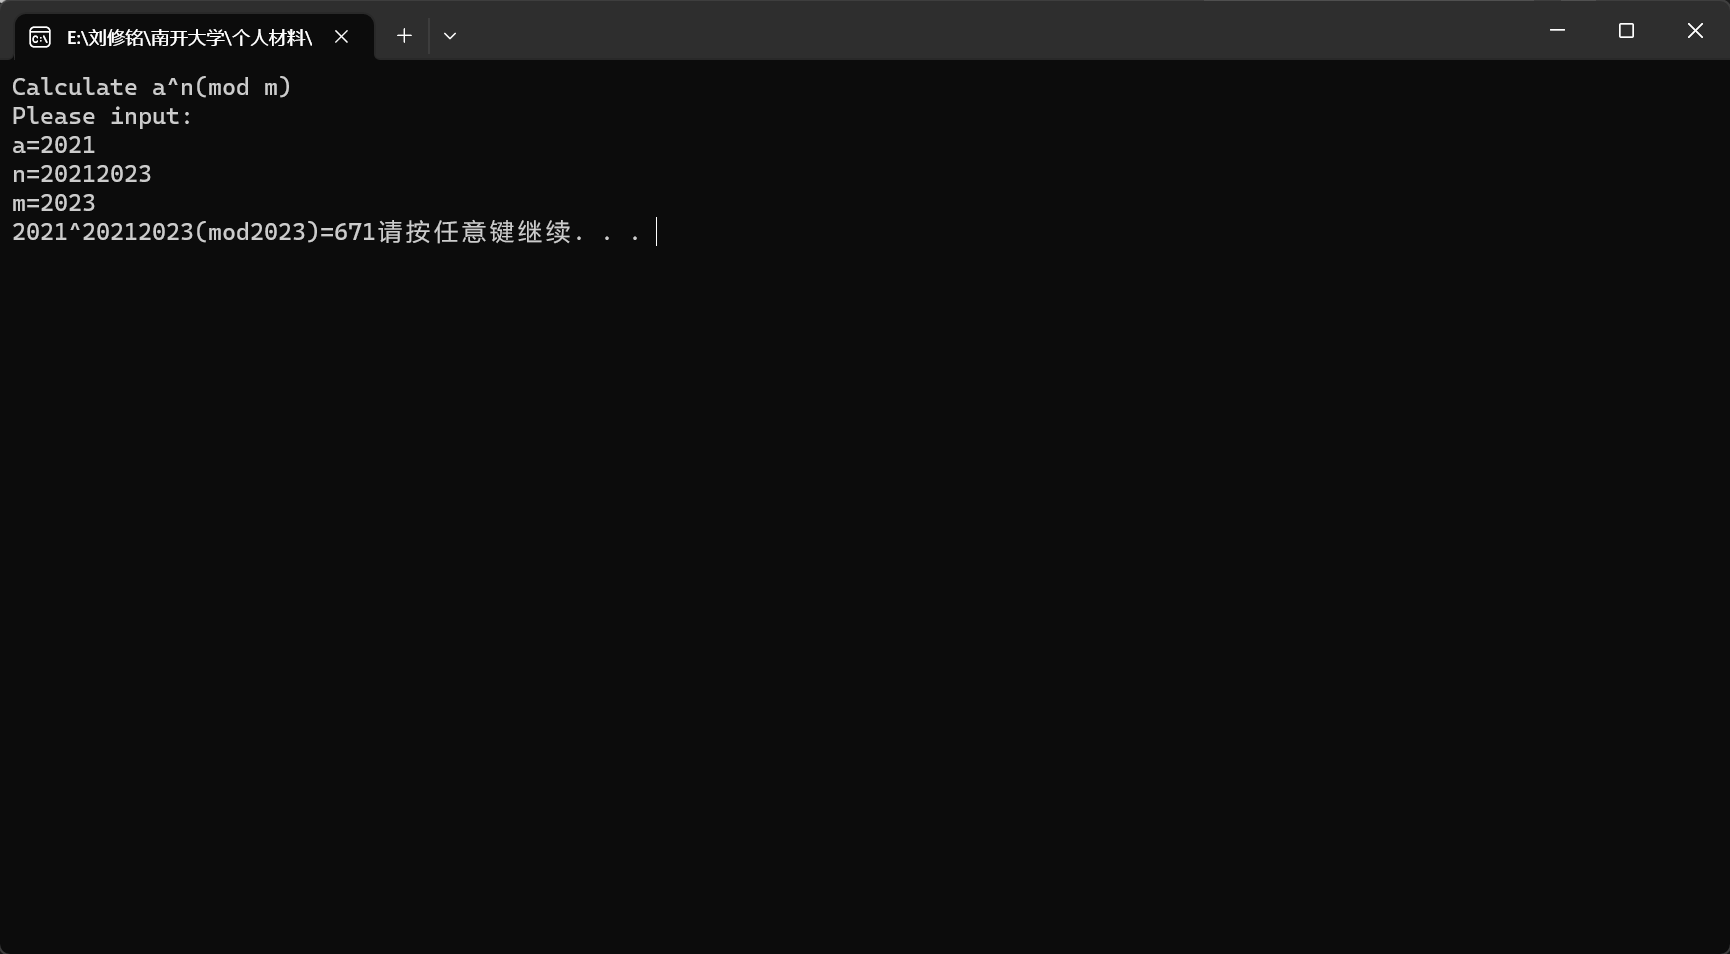 E:\刘修铭\南开大学\个人材料\
Calculate a^n(mod m)
Please input:
a=2021
n=20212023
m=2023
2021^20212023(mod2023)=671请按任意键继续. . .